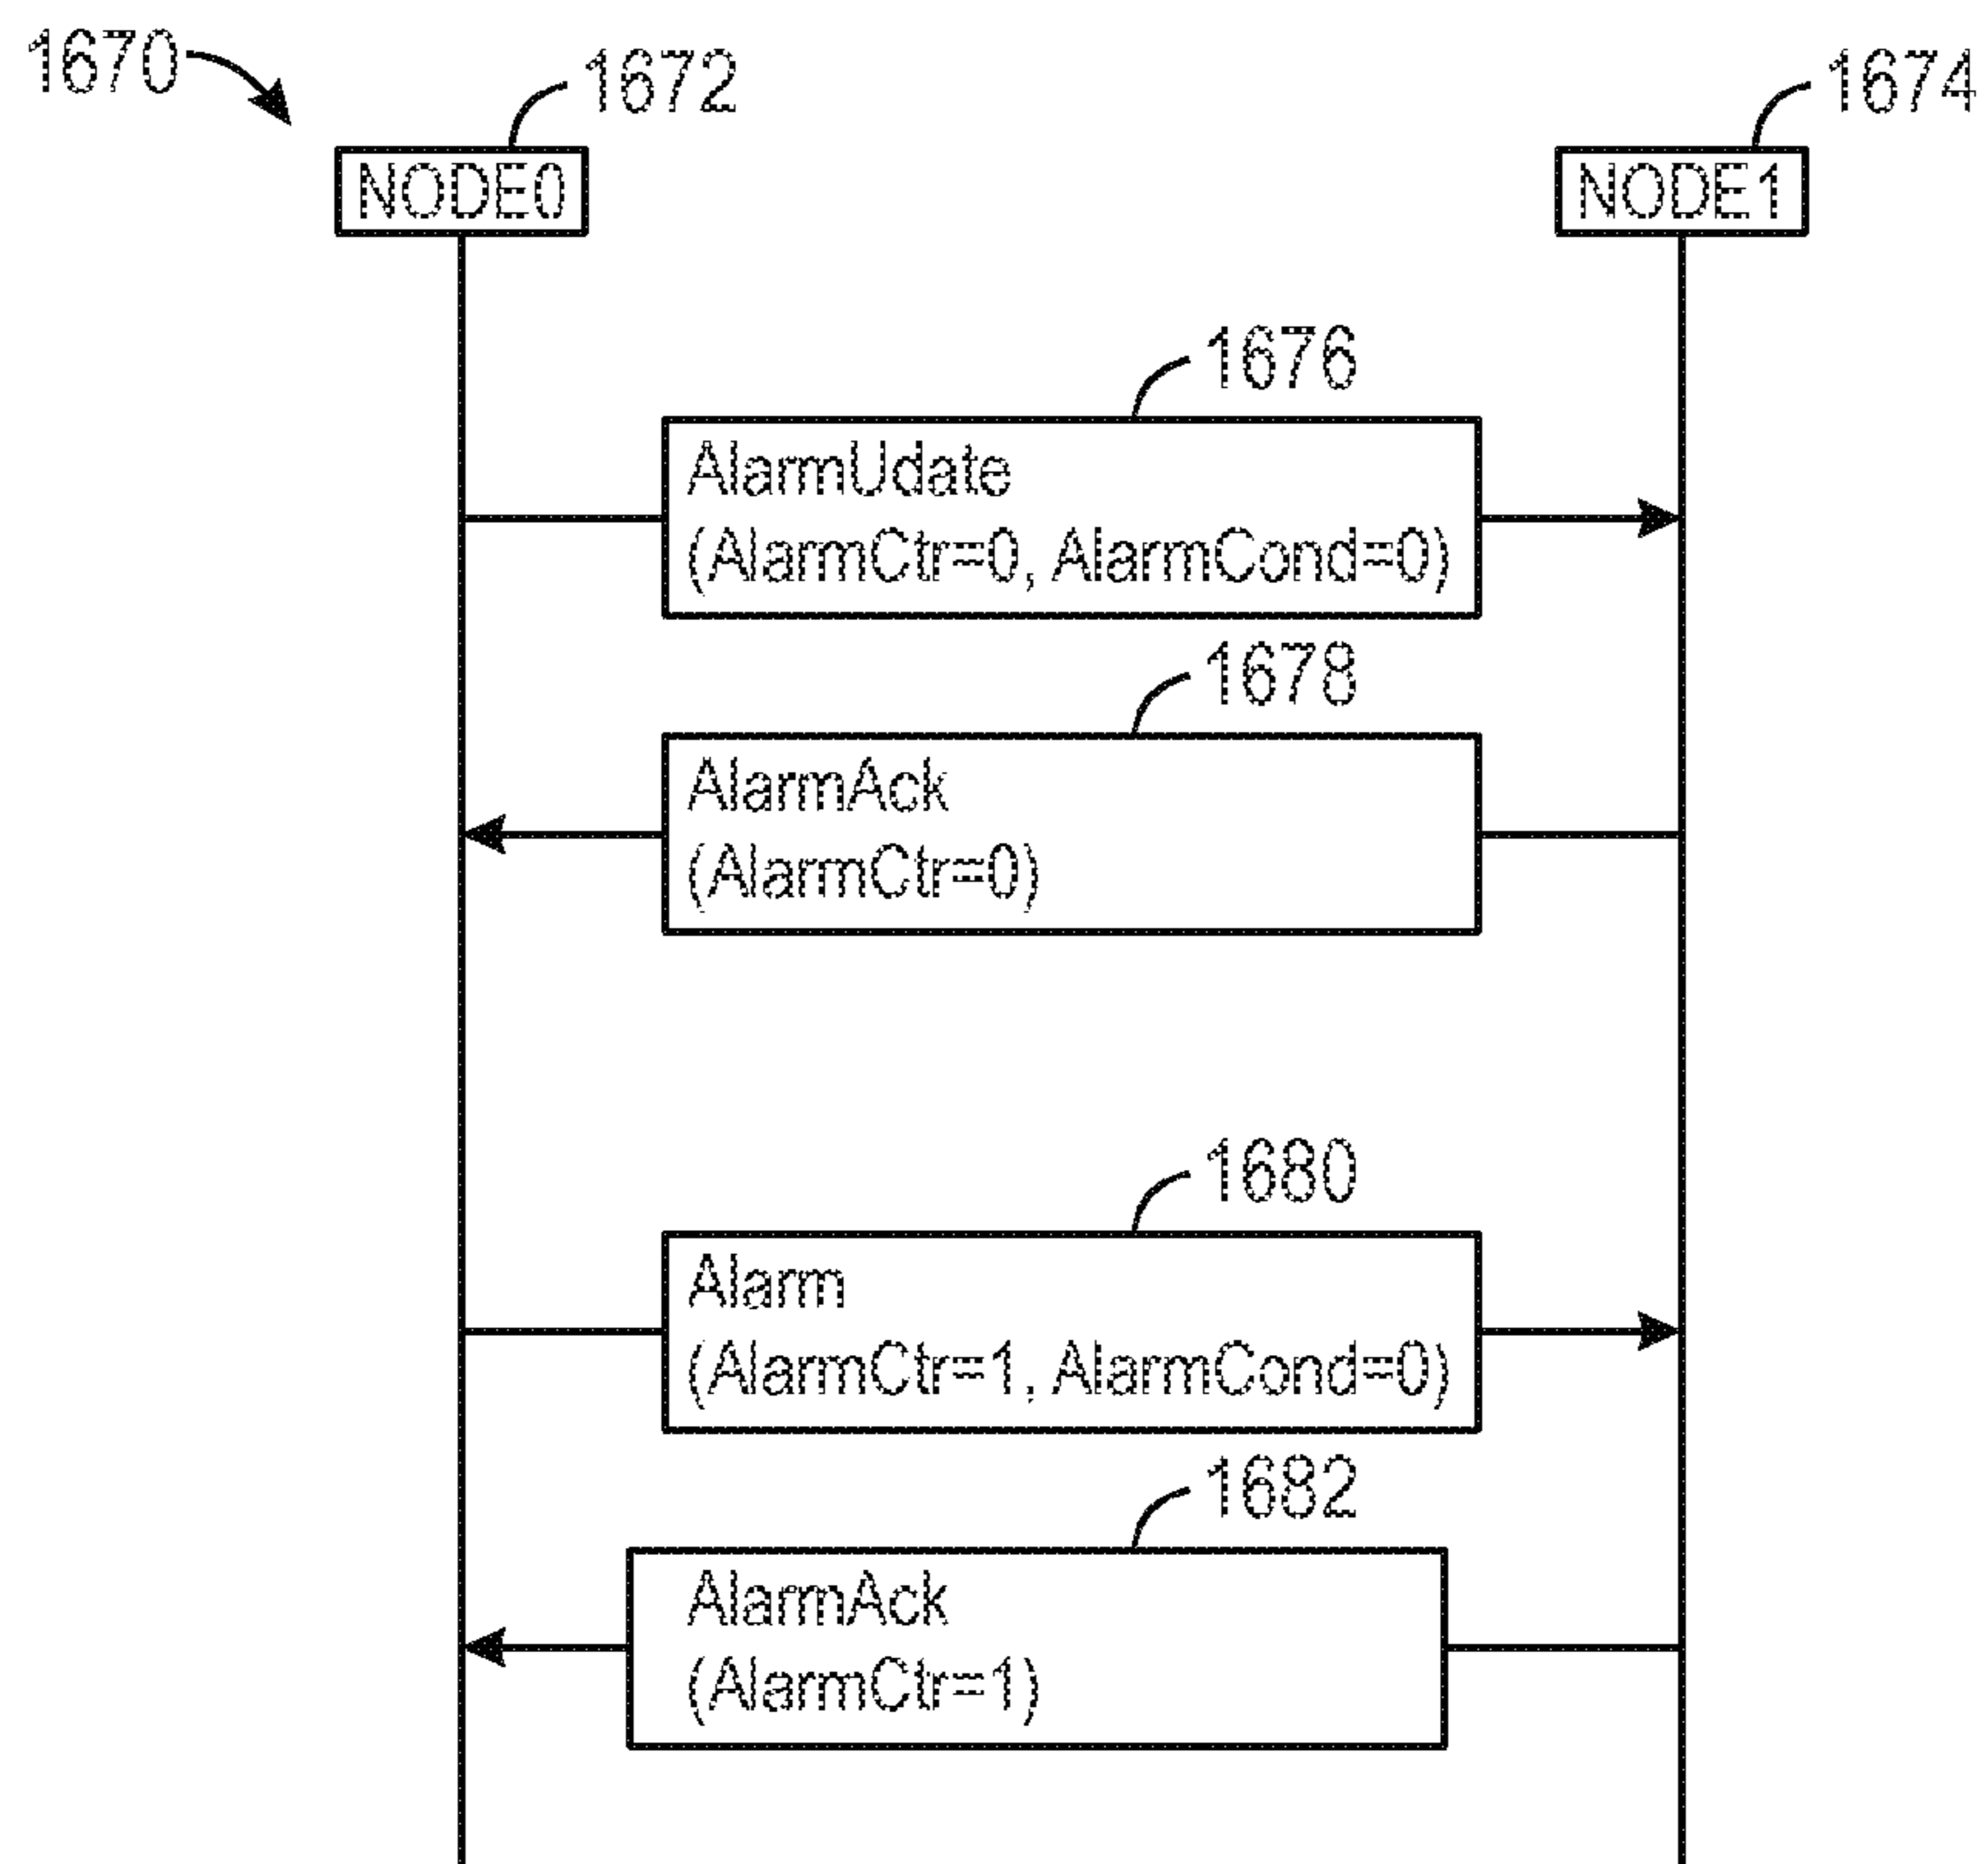 1670
1672
1674
NODE0
NODE1
1676
AlarmUdate
(AlarmCtr=0, AlarmCond=0)
1678
AlarmAck
(AlarmCtr=0)
1680
Alarm
(AlarmCtr=1, AlarmCond=0)
1682
AlarmAck
(AlarmCtr=1)